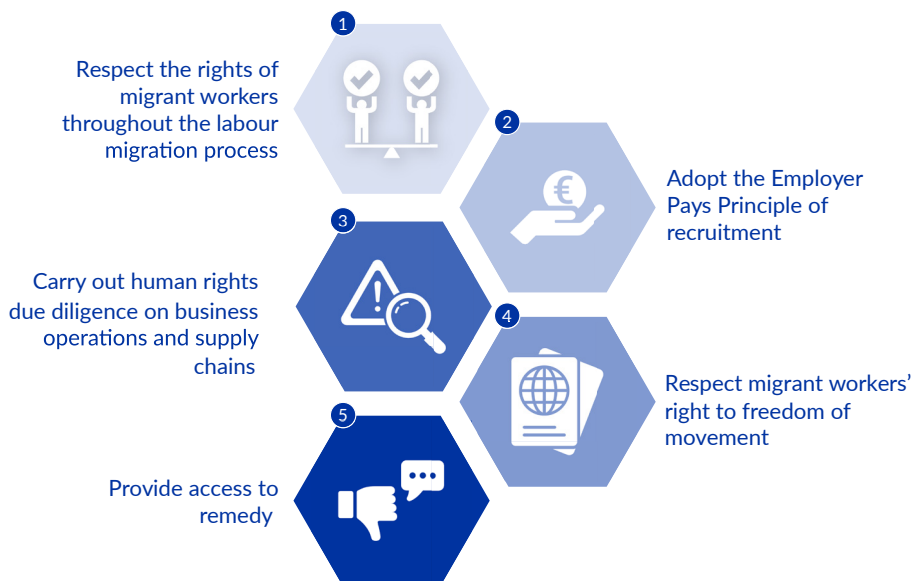 1
Respect the rights of
migrant workers
throughout the labour
migration process
2
Adopt the Employer
Pays Principle of
recruitment
€
3
Carry out human rights
due diligence on business
operations and supply
chains
!
4
Respect migrant workers’
right to freedom of
movement
5
Provide access to
remedy